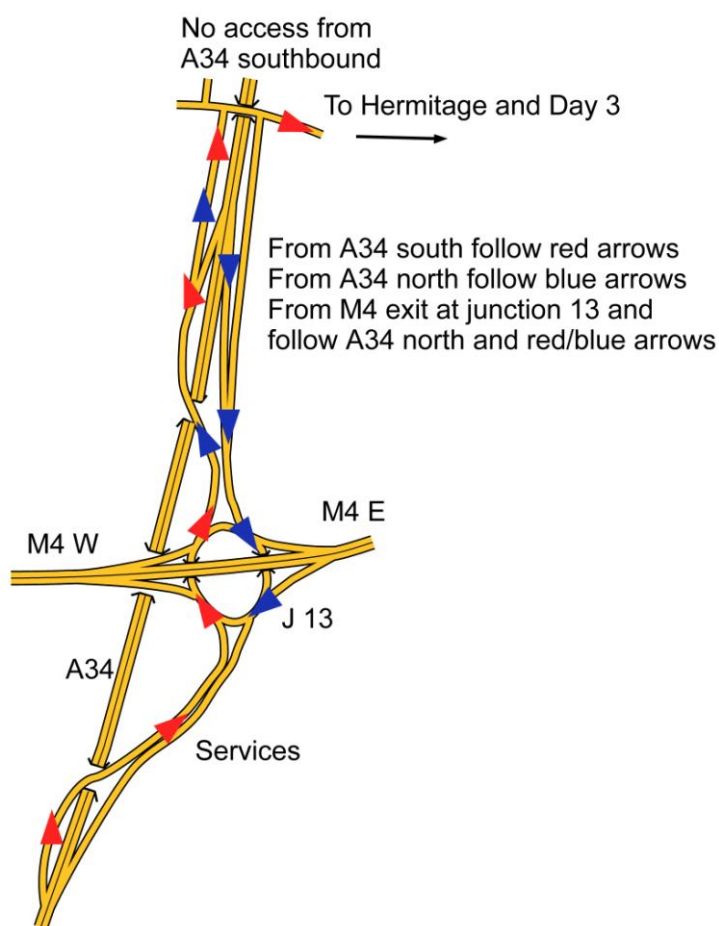 No access from
A34 southbound
To Hermitage and Day 3
From A34 south follow red arrows
From A34 north follow blue arrows
From M4 exit at junction 13 and
follow A34 north and red/blue arrows
M4 E
M4 W
J 13
A34
Services